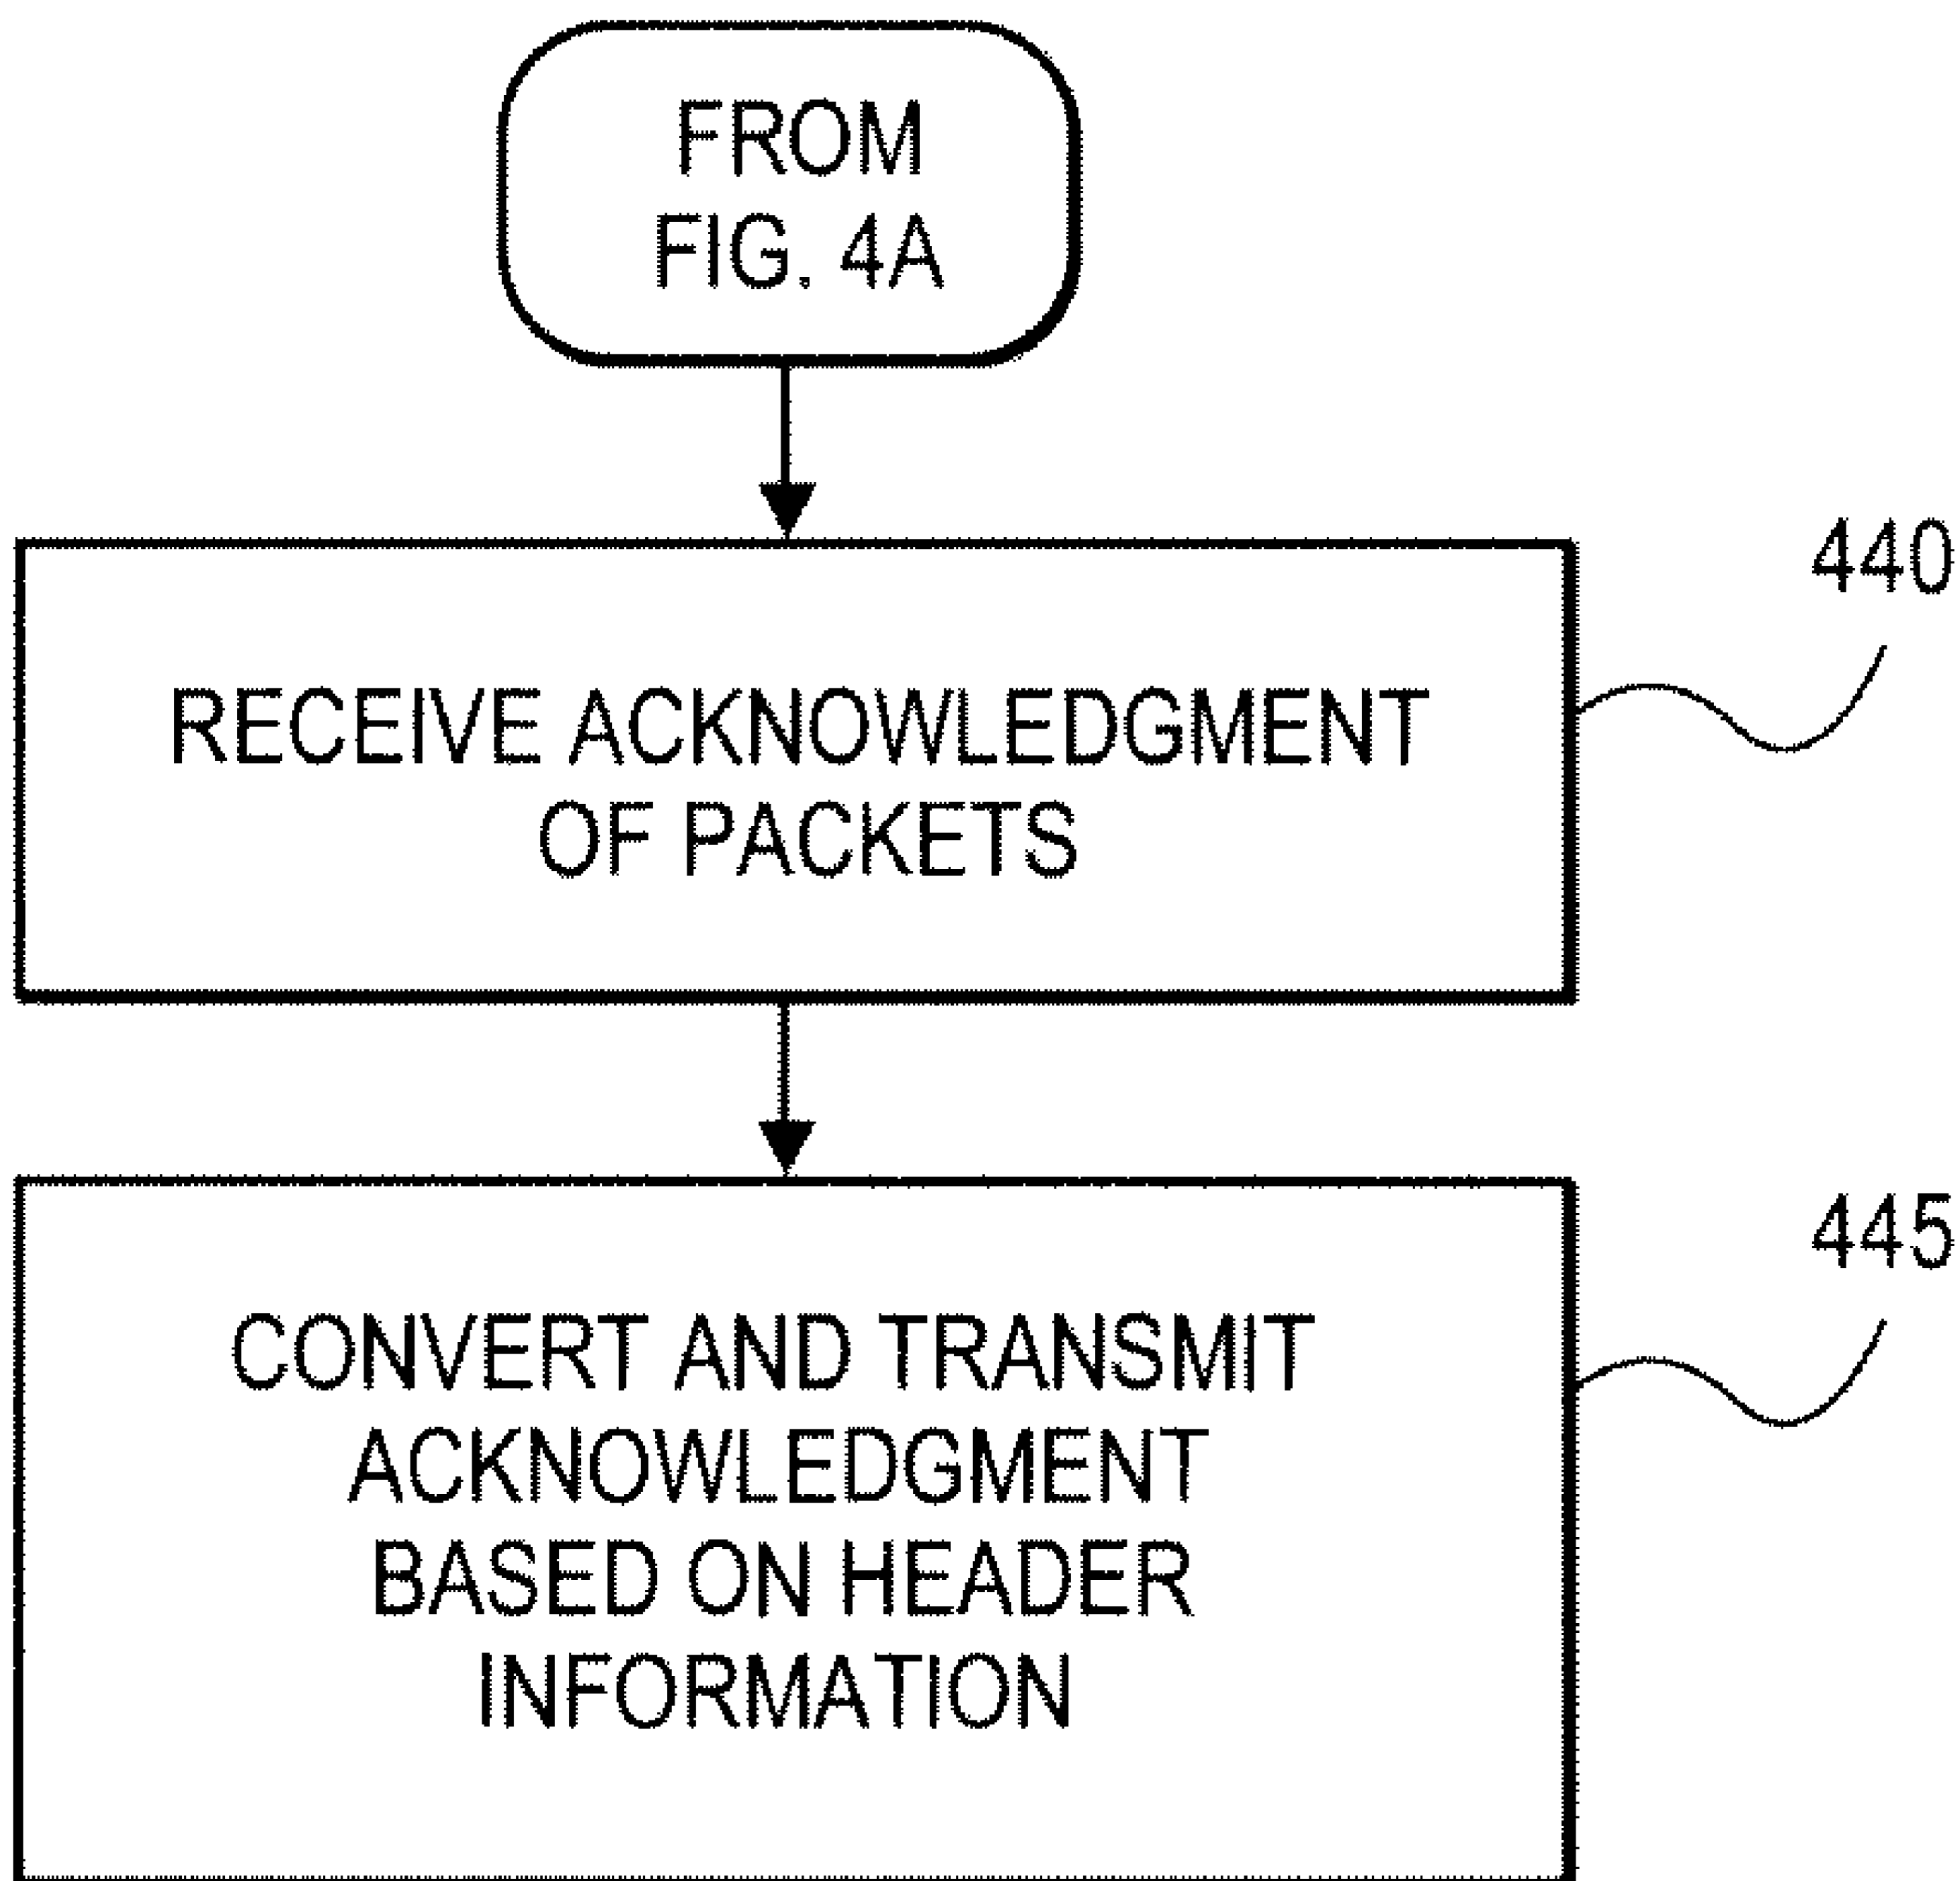 FROM
FIG. 4A
440
RECEIVE ACKNOWLEDGMENT
OF PACKETS
445
CONVERT AND TRANSMIT
ACKNOWLEDGMENT
BASED ON HEADER
INFORMATION